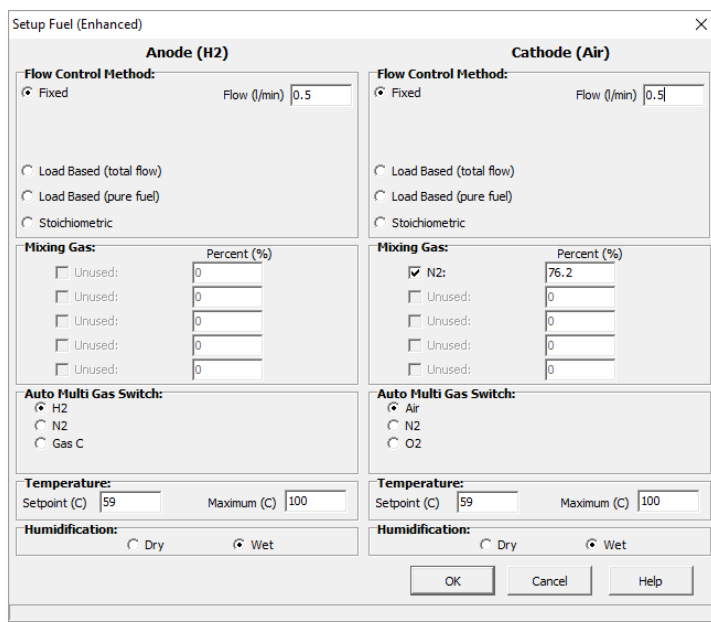 Setup Fuel (Enhanced)
Anode (H2)
Flow Control Method:
Fixed Flow (l/min) 0.5
Load Based (total flow)
Load Based (pure fuel)
Stoichiometric
Mixing Gas:
Percent (%)
Unused: 0
Unused: 0
Unused: 0
Unused: 0
Unused: 0
Auto Multi Gas Switch:
H2
N2
Gas C
Temperature:
Setpoint (C) 59 Maximum (C) 100
Humidification:
Dry Wet
Cathode (Air)
Flow Control Method:
Fixed Flow (l/min) 0.5
Load Based (total flow)
Load Based (pure fuel)
Stoichiometric
Mixing Gas:
Percent (%)
N2: 76.2
Unused: 0
Unused: 0
Unused: 0
Unused: 0
Auto Multi Gas Switch:
Air
N2
O2
Temperature:
Setpoint (C) 59 Maximum (C) 100
Humidification:
Dry Wet
OK Cancel Help